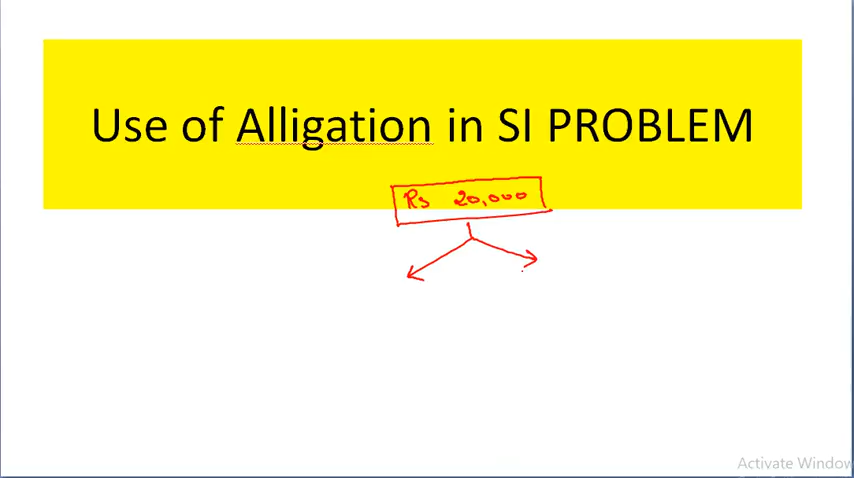 Use of Alligation in SI PROBLEM
Rs 20,000
Activate Window